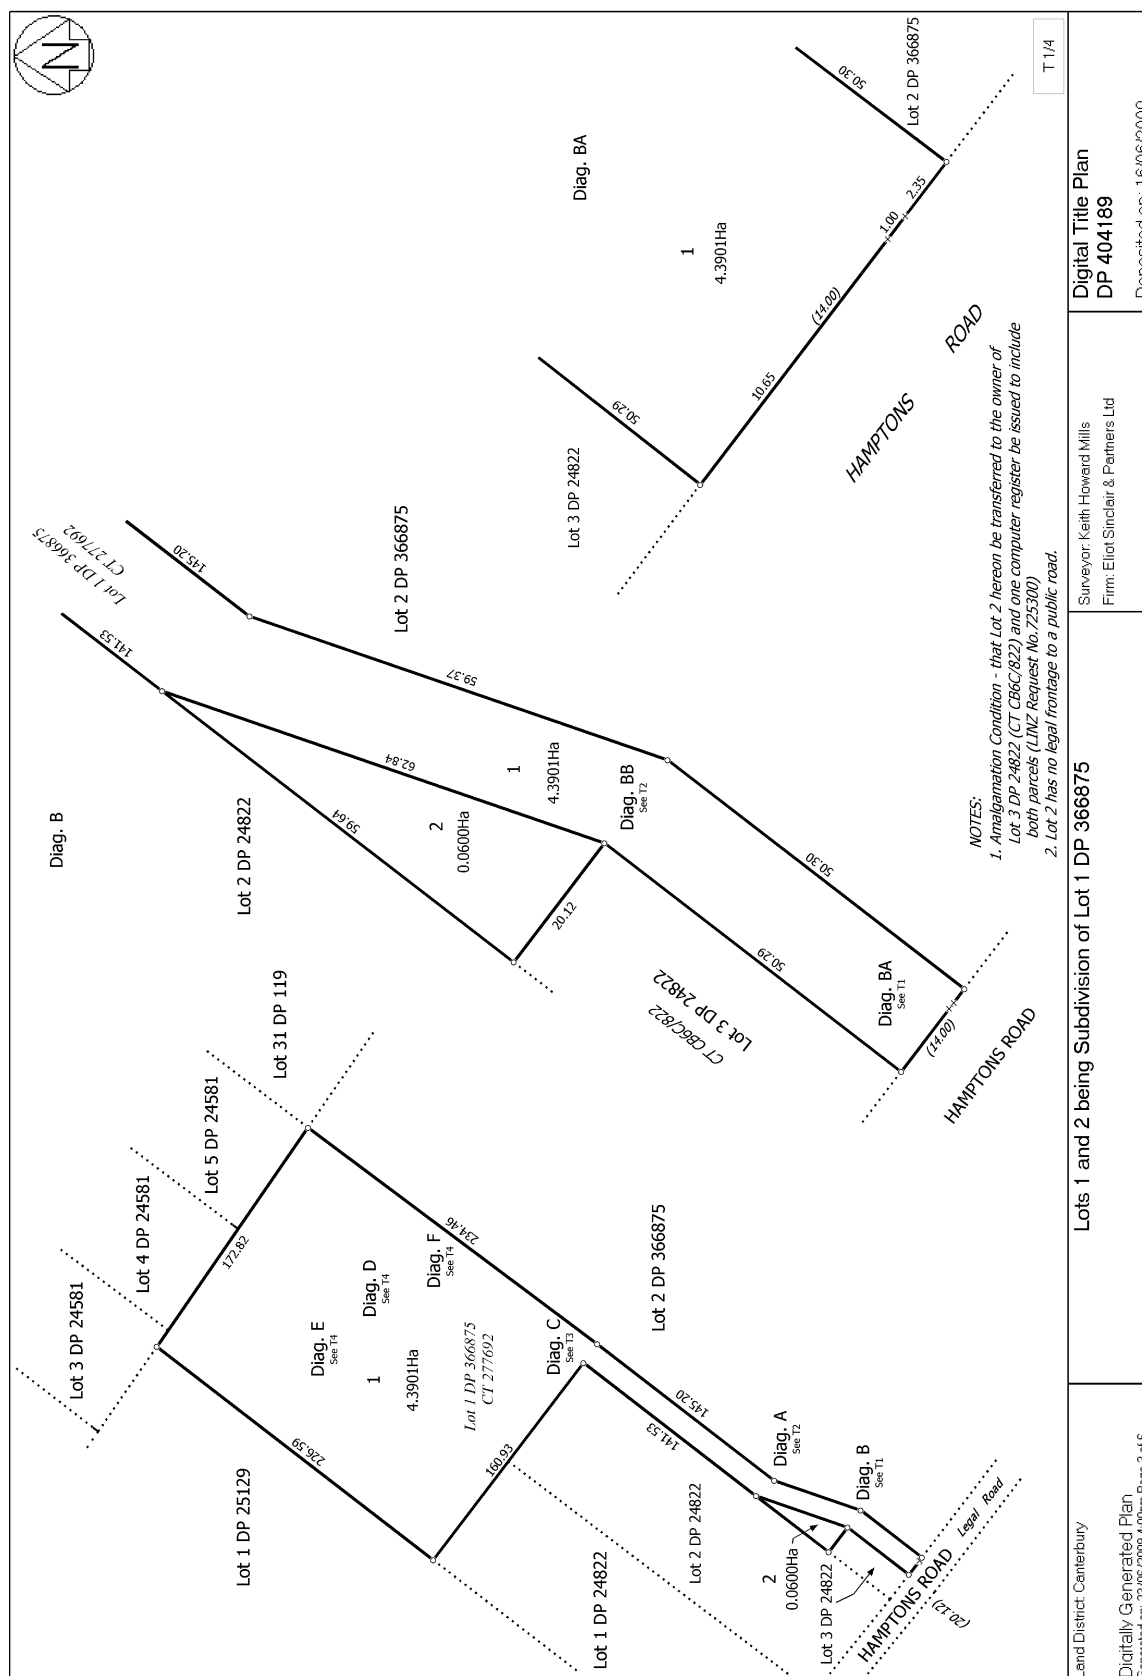 N
T 1/4
Diag. BA
1
4.3901Ha
Lot 2 DP 366875
50.30
2.35
1.00
(14.00)
10.65
50.29
Lot 3 DP 24822
HAMPTONS ROAD
Diag. B
Lot 1 DP 366875
CT 277692
145.20
141.53
Lot 2 DP 366875
59.37
62.84
59.64
Lot 2 DP 24822
1
4.3901Ha
2
0.0600Ha
Diag. BB
See T2
20.12
50.30
50.29
CT CB6C/822
Lot 3 DP 24822
Diag. BA
See T1
(14.00)
HAMPTONS ROAD
Lot 3 DP 24581
Lot 4 DP 24581
Lot 5 DP 24581
Lot 31 DP 119
172.82
226.59
234.46
Diag. E
See T4
Diag. D
See T4
Diag. F
See T4
1
4.3901Ha
Lot 1 DP 366875
CT 277692
Diag. C
See T3
Lot 1 DP 25129
160.93
Lot 2 DP 366875
145.20
141.53
Diag. A
See T2
Diag. B
See T1
Lot 1 DP 24822
Lot 2 DP 24822
2
0.0600Ha
Lot 3 DP 24822
HAMPTONS ROAD
Legal Road
(20.12)
NOTES:
1. Amalgamation Condition - that Lot 2 hereon be transferred to the owner of
Lot 3 DP 24822 (CT CB6C/822) and one computer register be issued to include
both parcels (LINZ Request No.725300)
2. Lot 2 has no legal frontage to a public road.
Land District: Canterbury
Digitally Generated Plan
Lots 1 and 2 being Subdivision of Lot 1 DP 366875
Surveyor: Keith Howard Mills
Firm: Eliot Sinclair & Partners Ltd
Digital Title Plan
DP 404189
Deposited on: 16/06/2009